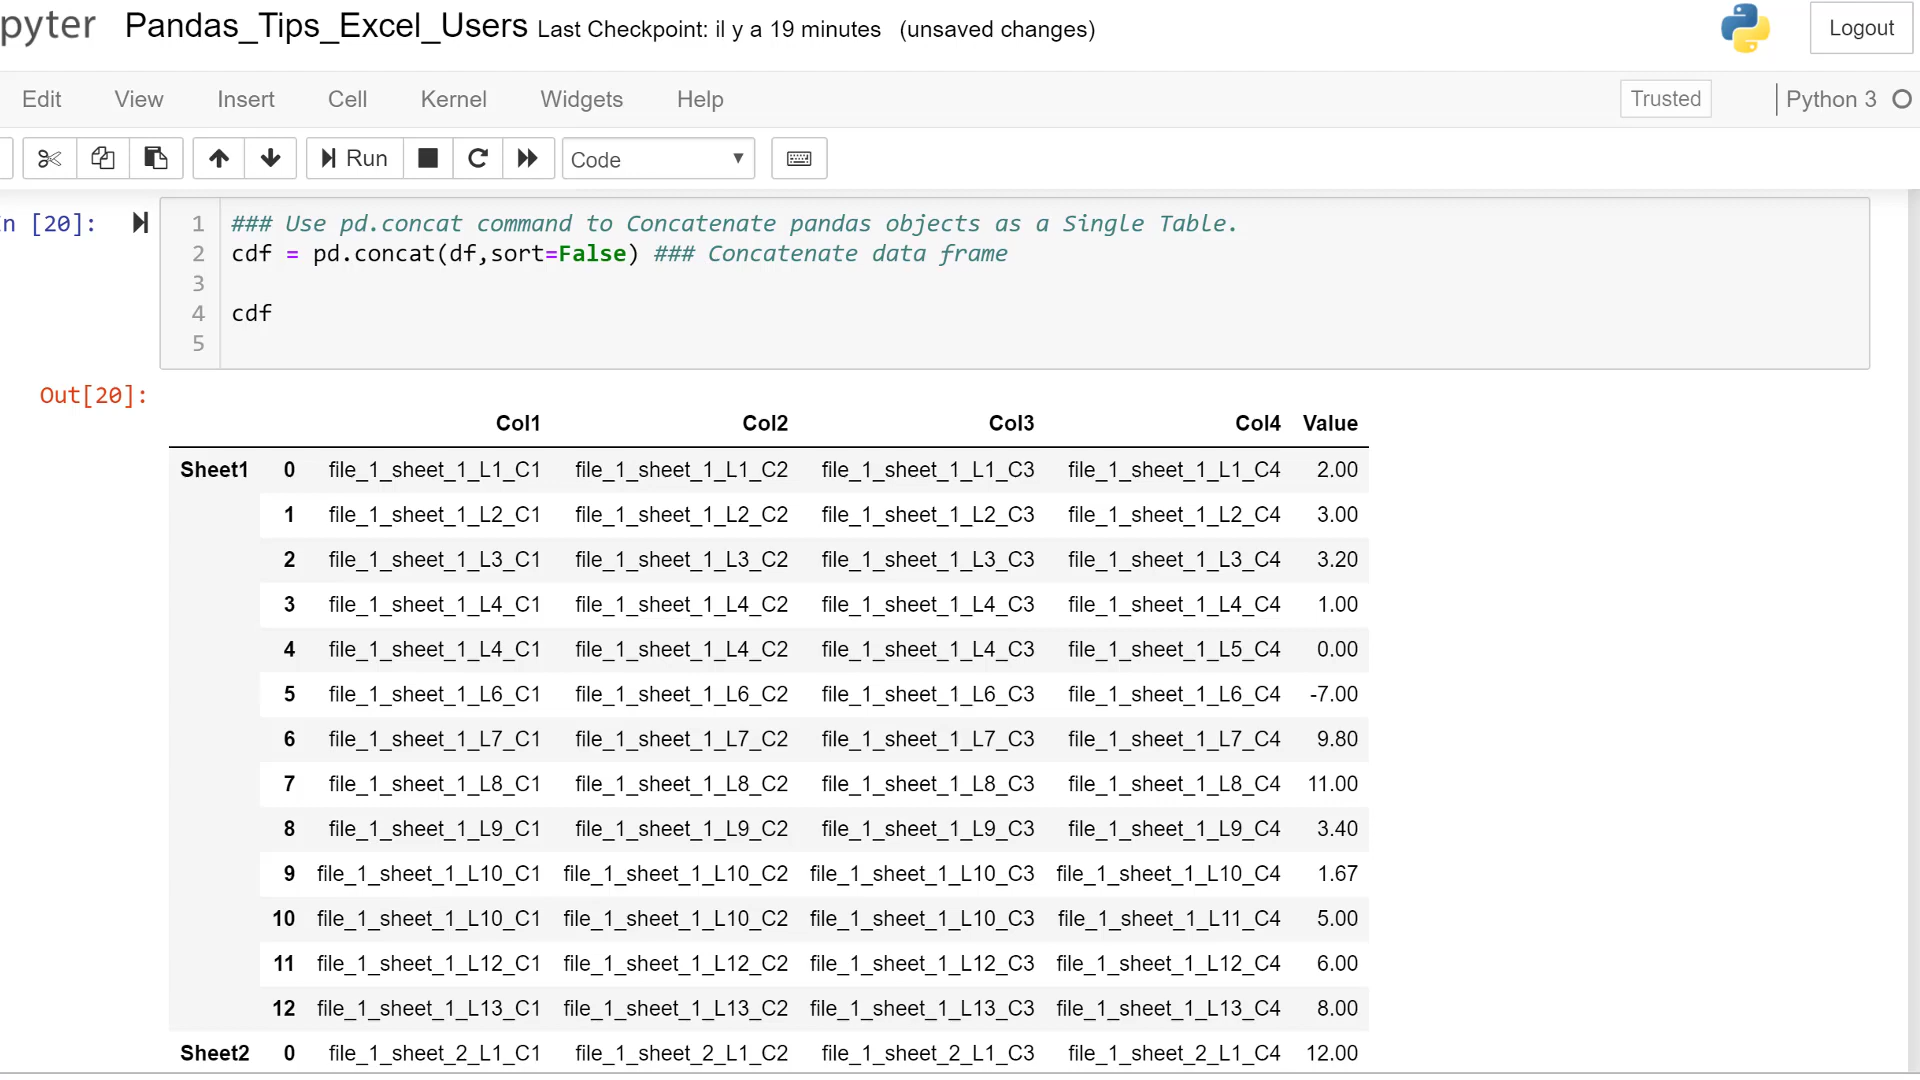 pyter Pandas_Tips_Excel_Users Last Checkpoint: il y a 19 minutes (unsaved changes) Logout
Edit View Insert Cell Kernel Widgets Help Trusted Python 3
Run Code
n [20]:
1 ### Use pd.concat command to Concatenate pandas objects as a Single Table.
2 cdf = pd.concat(df,sort=False) ### Concatenate data frame
3
4 cdf
5
Out[20]:
Col1 Col2 Col3 Col4 Value
Sheet1 0 file_1_sheet_1_L1_C1 file_1_sheet_1_L1_C2 file_1_sheet_1_L1_C3 file_1_sheet_1_L1_C4 2.00
1 file_1_sheet_1_L2_C1 file_1_sheet_1_L2_C2 file_1_sheet_1_L2_C3 file_1_sheet_1_L2_C4 3.00
2 file_1_sheet_1_L3_C1 file_1_sheet_1_L3_C2 file_1_sheet_1_L3_C3 file_1_sheet_1_L3_C4 3.20
3 file_1_sheet_1_L4_C1 file_1_sheet_1_L4_C2 file_1_sheet_1_L4_C3 file_1_sheet_1_L4_C4 1.00
4 file_1_sheet_1_L4_C1 file_1_sheet_1_L4_C2 file_1_sheet_1_L4_C3 file_1_sheet_1_L5_C4 0.00
5 file_1_sheet_1_L6_C1 file_1_sheet_1_L6_C2 file_1_sheet_1_L6_C3 file_1_sheet_1_L6_C4 -7.00
6 file_1_sheet_1_L7_C1 file_1_sheet_1_L7_C2 file_1_sheet_1_L7_C3 file_1_sheet_1_L7_C4 9.80
7 file_1_sheet_1_L8_C1 file_1_sheet_1_L8_C2 file_1_sheet_1_L8_C3 file_1_sheet_1_L8_C4 11.00
8 file_1_sheet_1_L9_C1 file_1_sheet_1_L9_C2 file_1_sheet_1_L9_C3 file_1_sheet_1_L9_C4 3.40
9 file_1_sheet_1_L10_C1 file_1_sheet_1_L10_C2 file_1_sheet_1_L10_C3 file_1_sheet_1_L10_C4 1.67
10 file_1_sheet_1_L10_C1 file_1_sheet_1_L10_C2 file_1_sheet_1_L10_C3 file_1_sheet_1_L11_C4 5.00
11 file_1_sheet_1_L12_C1 file_1_sheet_1_L12_C2 file_1_sheet_1_L12_C3 file_1_sheet_1_L12_C4 6.00
12 file_1_sheet_1_L13_C1 file_1_sheet_1_L13_C2 file_1_sheet_1_L13_C3 file_1_sheet_1_L13_C4 8.00
Sheet2 0 file_1_sheet_2_L1_C1 file_1_sheet_2_L1_C2 file_1_sheet_2_L1_C3 file_1_sheet_2_L1_C4 12.00